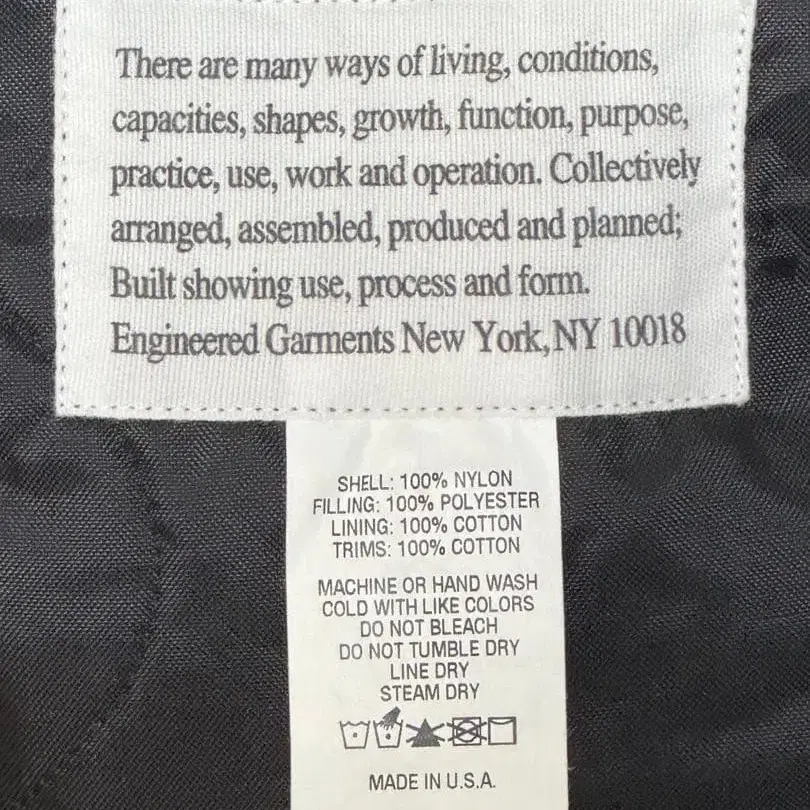 There are many ways of living, conditions,
capacities, shapes, growth, function, purpose,
practice, use, work and operation. Collectively
arranged, assembled, produced and planned;
Built showing use, process and form.
Engineered Garments New York, NY 10018
SHELL: 100% NYLON
FILLING: 100% POLYESTER
LINING: 100% COTTON
TRIMS: 100% COTTON
MACHINE OR HAND WASH
COLD WITH LIKE COLORS
DO NOT BLEACH
DO NOT TUMBLE DRY
LINE DRY
STEAM DRY
MADE IN U.S.A.